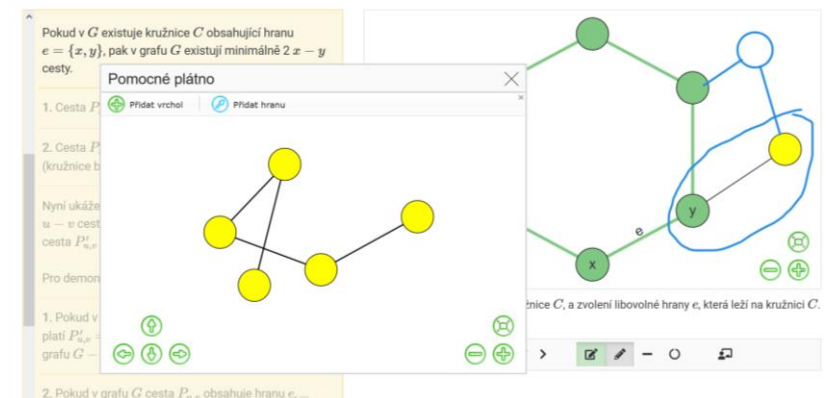 Pokud v G existuje kružnice C obsahující hranu
e = {x, y}, pak v grafu G existují minimálně 2 x − y
cesty.
Pomocné plátno
Přidat vrchol
Přidat hranu
1. Cesta P
2. Cesta P
(kružnice b
Nyní ukáže
u − v cest
cesta P'u,v
Pro demon
1. Pokud v
platí P'u,v =
grafu G −
2. Pokud v grafu G cesta Pu,v obsahuje hranu e,
y
e
x
žnice C, a zvolení libovolné hrany e, která leží na kružnici C.